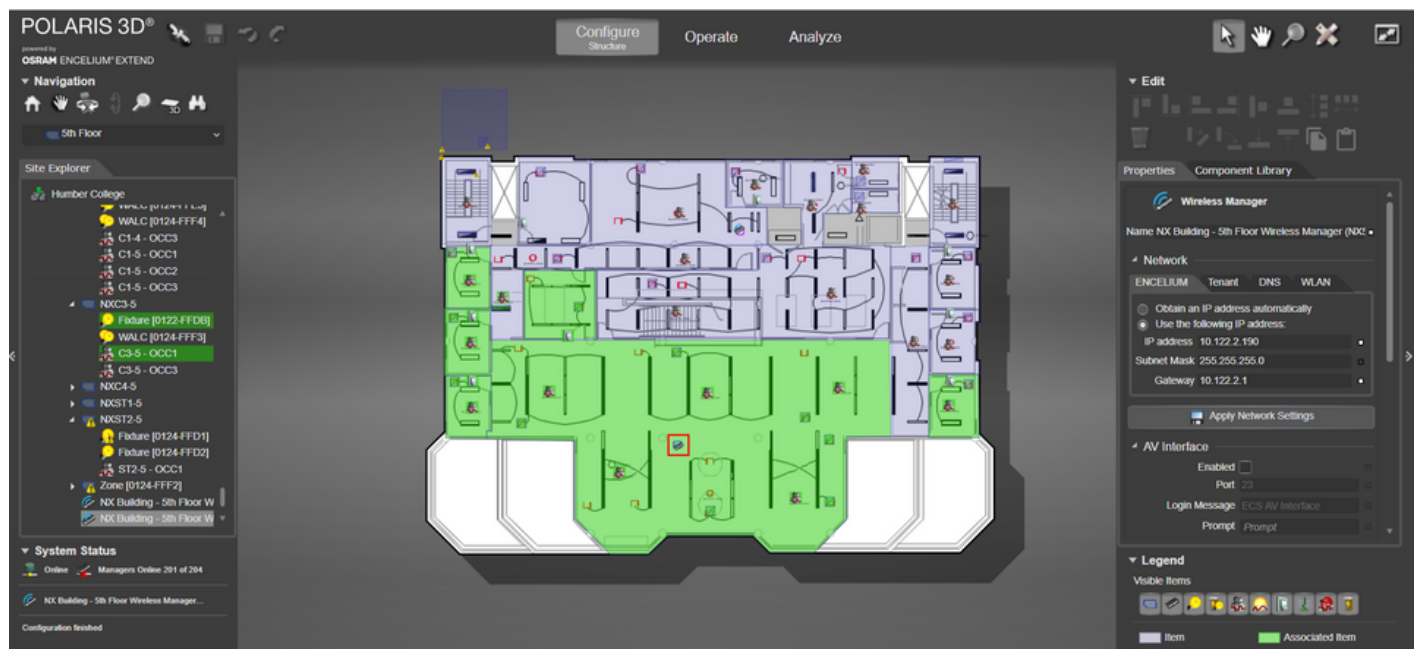 POLARIS 3D®
powered by
OSRAM ENCELIUM® EXTEND
Configure
Structure
Operate
Analyze
Navigation
3D
5th Floor
Site Explorer
Humber College
WALC [0124-FFF4]
C1-4 - OCC3
C1-5 - OCC1
C1-5 - OCC2
C1-5 - OCC3
NXC3-5
Fixture [0122-FFDB]
WALC [0124-FFF3]
C3-5 - OCC1
C3-5 - OCC3
NXC4-5
NXST1-5
NXST2-5
Fixture [0124-FFD1]
Fixture [0124-FFD2]
ST2-5 - OCC1
Zone [0124-FFF2]
NX Building - 5th Floor W
NX Building - 5th Floor W
System Status
Online Managers Online 201 of 204
NX Building - 5th Floor Wireless Manager...
Configuration finished
Edit
Properties Component Library
Wireless Manager
Name NX Building - 5th Floor Wireless Manager (NX
Network
ENCELIUM Tenant DNS WLAN
Obtain an IP address automatically
Use the following IP address:
IP address 10.122.2.190
Subnet Mask 255.255.255.0
Gateway 10.122.2.1
Apply Network Settings
AV Interface
Enabled
Port 23
Login Message ECS AV Interface
Prompt Prompt
Legend
Visible Items
Item Associated Item